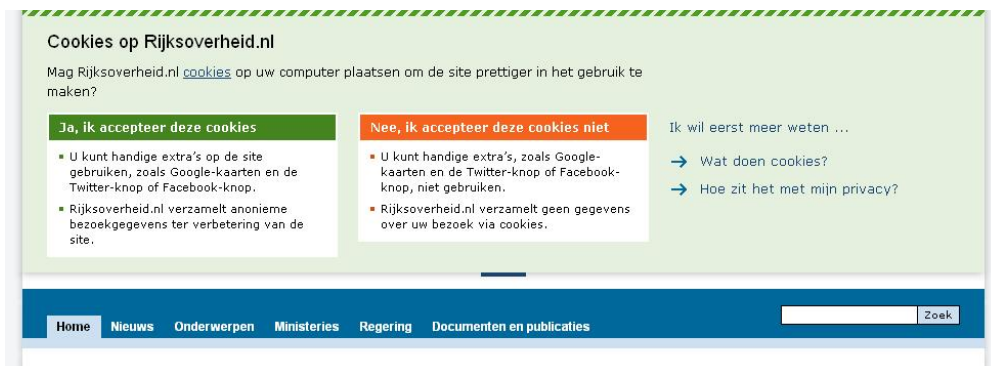 Cookies op Rijksoverheid.nl
Mag Rijksoverheid.nl cookies op uw computer plaatsen om de site prettiger in het gebruik te
maken?
Ja, ik accepteer deze cookies
U kunt handige extra's op de site
gebruiken, zoals Google-kaarten en de
Twitter-knop of Facebook-knop.
Rijksoverheid.nl verzamelt anonieme
bezoekgegevens ter verbetering van de
site.
Nee, ik accepteer deze cookies niet
U kunt handige extra's, zoals Google-
kaarten en de Twitter-knop of Facebook-
knop, niet gebruiken.
Rijksoverheid.nl verzamelt geen gegevens
over uw bezoek via cookies.
Ik wil eerst meer weten ...
→ Wat doen cookies?
→ Hoe zit het met mijn privacy?
Home Nieuws Onderwerpen Ministeries Regering Documenten en publicaties Zoek